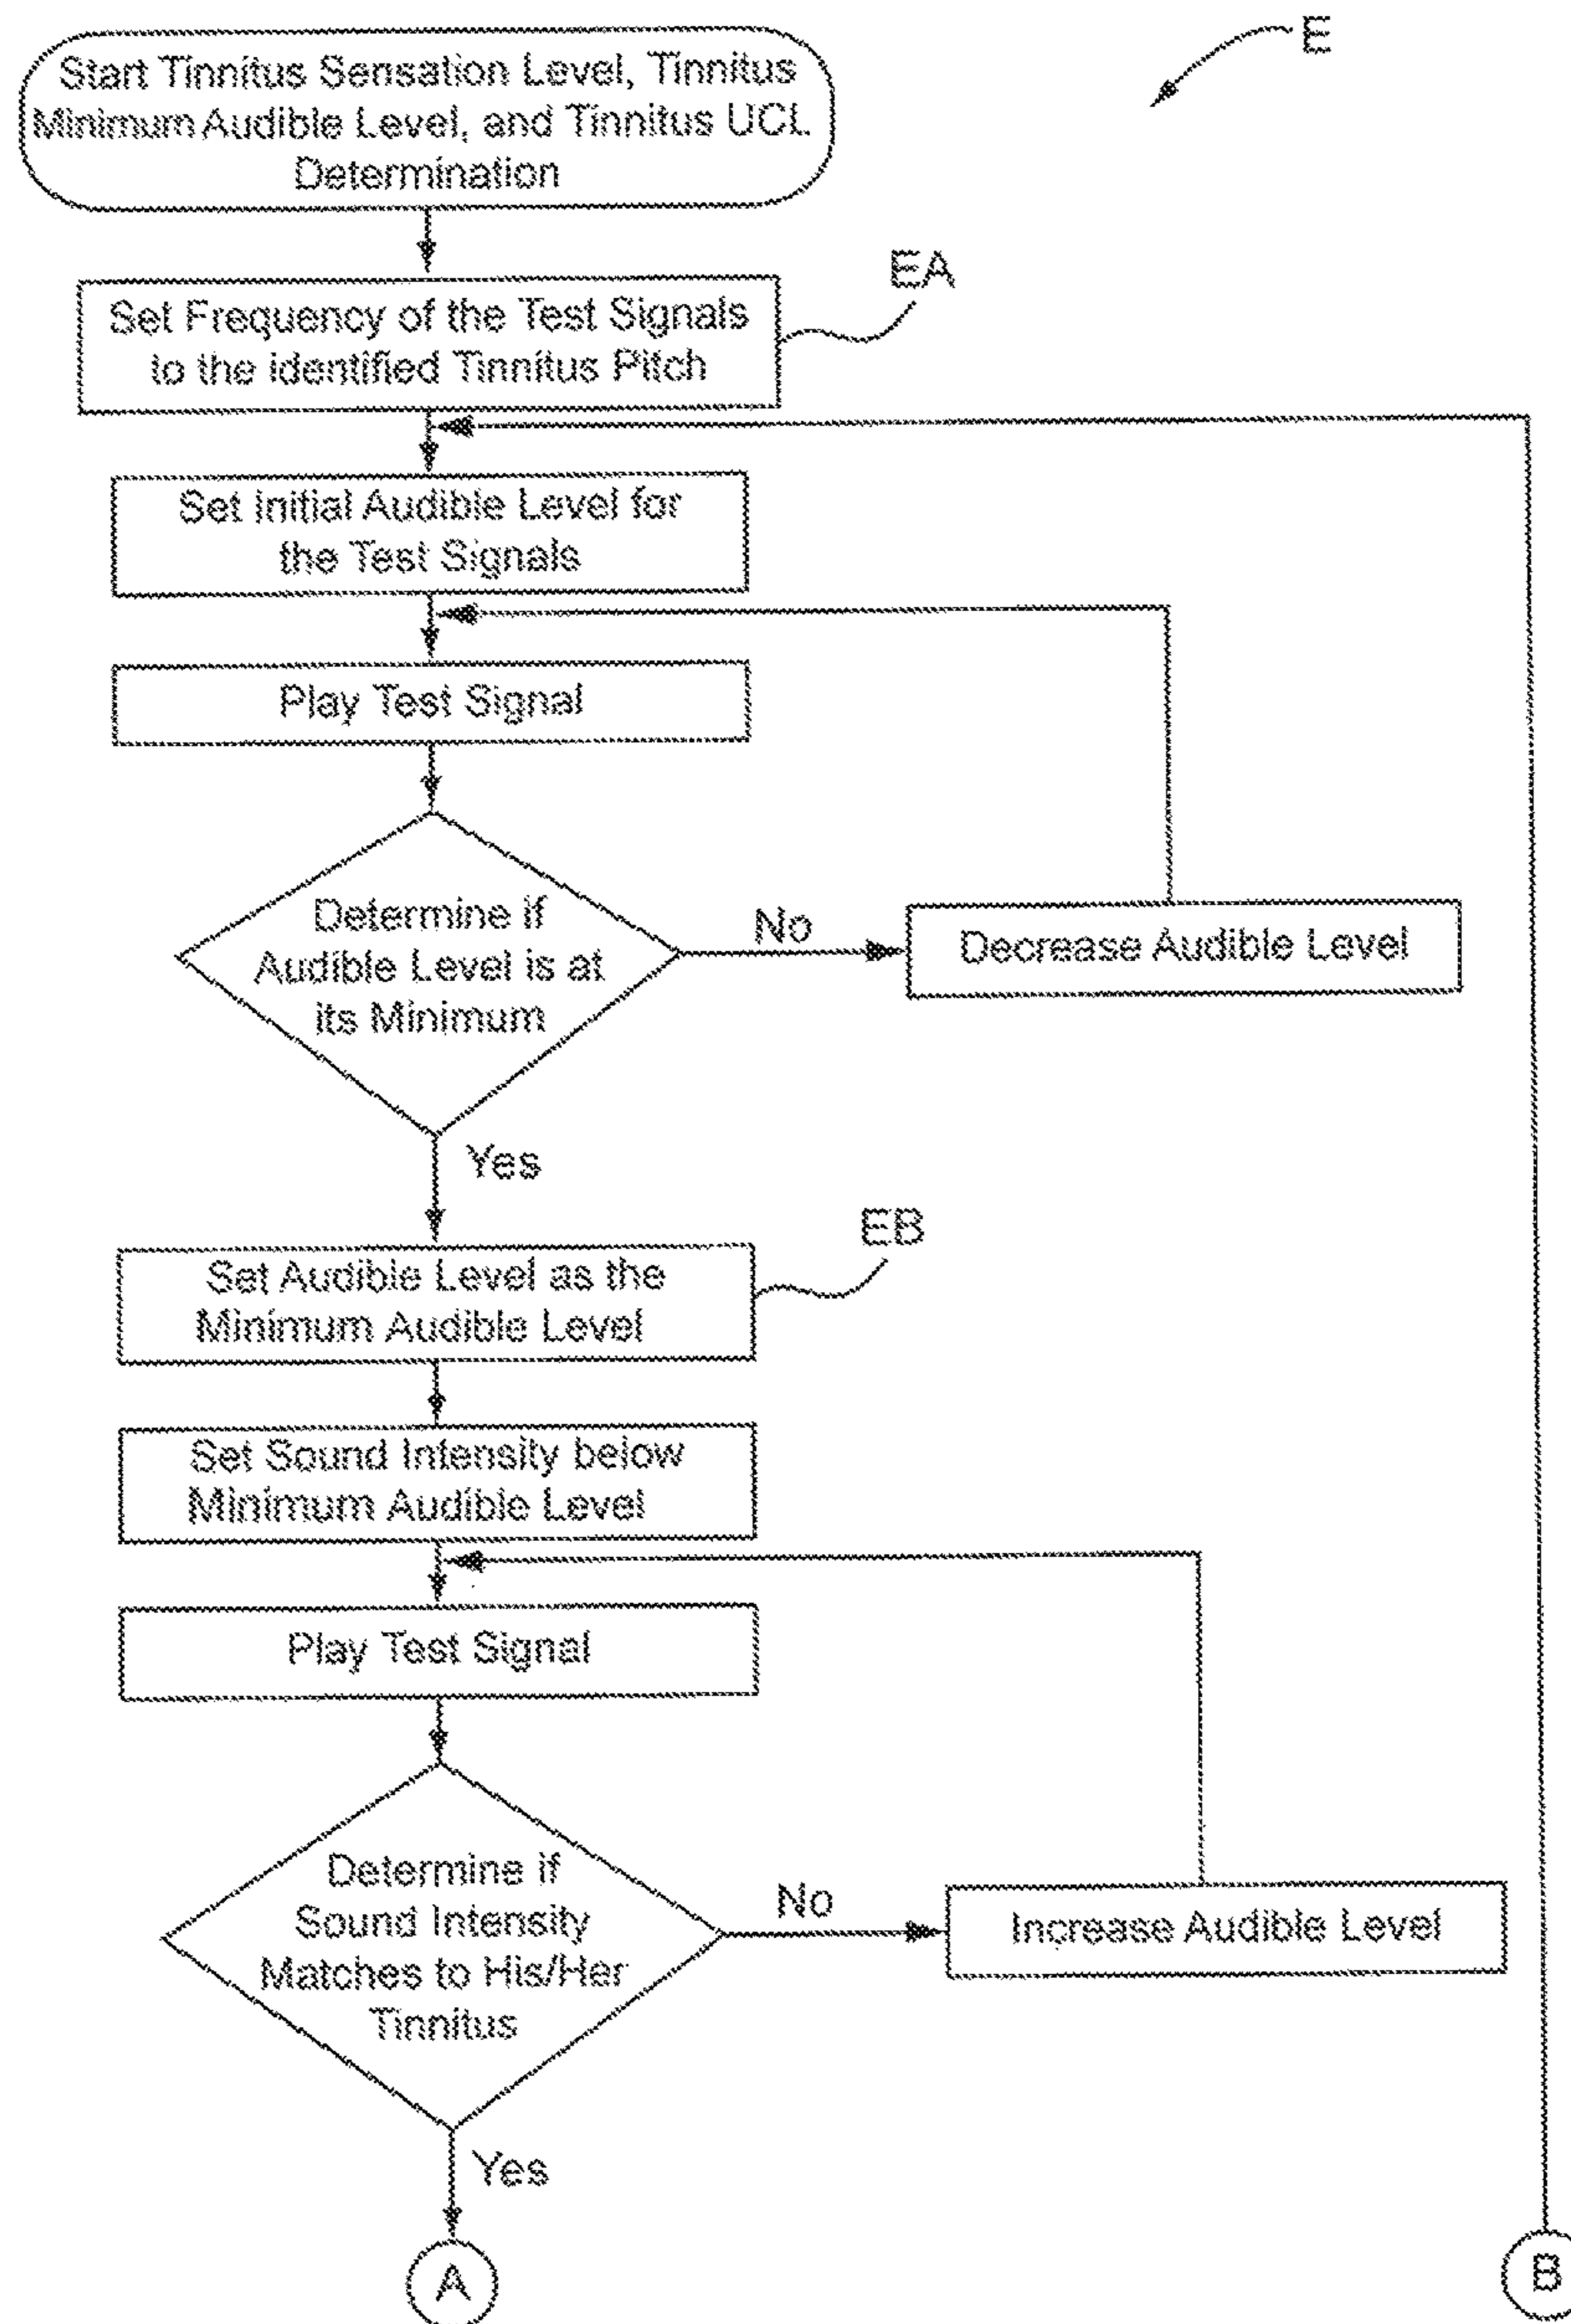 E
Start Tinnitus Sensation Level, Tinnitus
Minimum Audible Level, and Tinnitus UCL
Determination
EA
Set Frequency of the Test Signals
to the identified Tinnitus Pitch
Set Initial Audible Level for
the Test Signals
Play Test Signal
Determine if
Audible Level is at
its Minimum
No
Decrease Audible Level
Yes
EB
Set Audible Level as the
Minimum Audible Level
Set Sound Intensity below
Minimum Audible Level
Play Test Signal
Determine if
Sound Intensity
Matches to His/Her
Tinnitus
No
Increase Audible Level
Yes
A
B